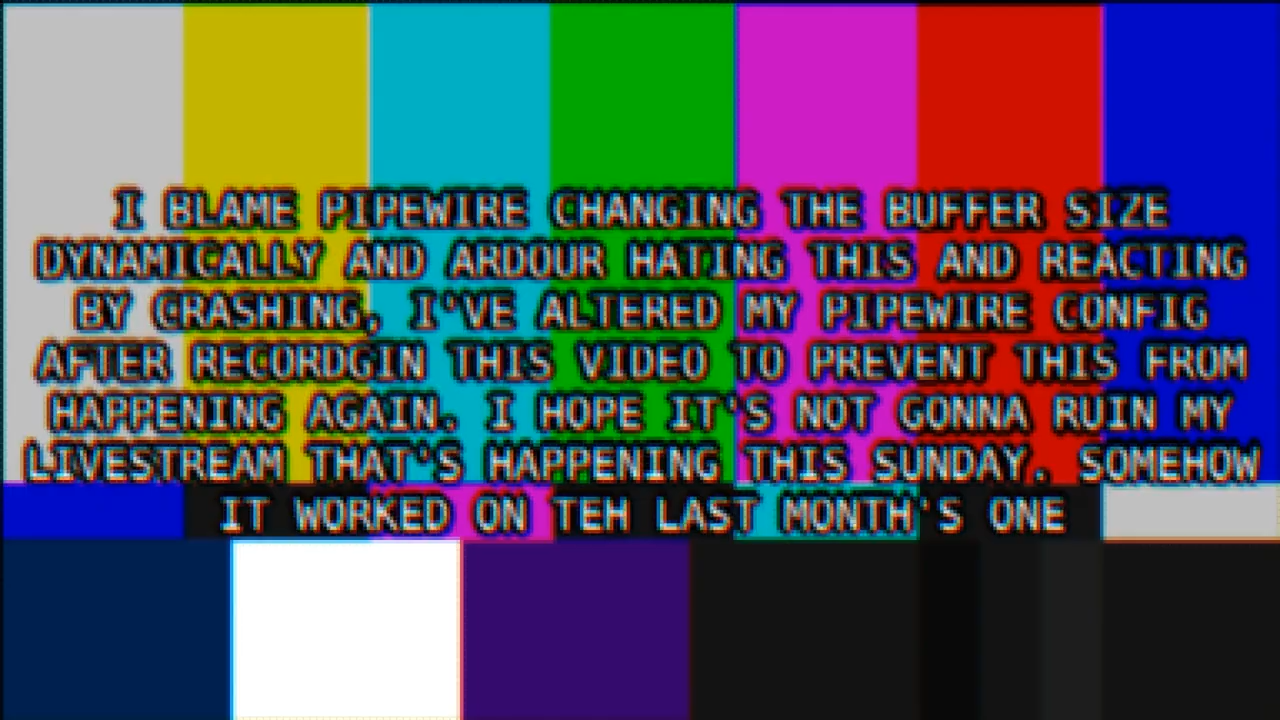 I BLAME PIPEWIRE CHANGING THE BUFFER SIZE
DYNAMICALLY AND ARDOUR HATING THIS AND REACTING
BY CRASHING, I'VE ALTERED MY PIPEWIRE CONFIG
AFTER RECORDGIN THIS VIDEO TO PREVENT THIS FROM
HAPPENING AGAIN. I HOPE IT'S NOT GONNA RUIN MY
LIVESTREAM THAT'S HAPPENING THIS SUNDAY. SOMEHOW
IT WORKED ON TEH LAST MONTH'S ONE